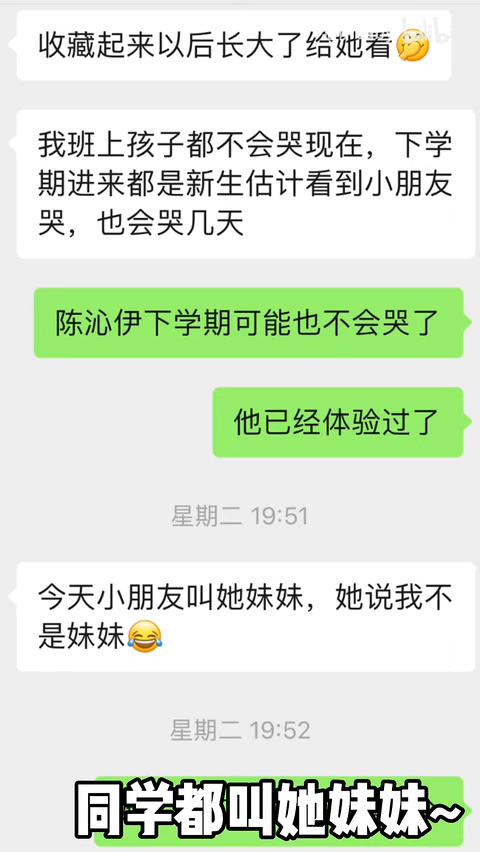 收藏起来以后长大了给她看🤭
我班上孩子都不会哭现在，下学
期进来都是新生估计看到小朋友
哭，也会哭几天
陈沁伊下学期可能也不会哭了
他已经体验过了
星期二 19:51
今天小朋友叫她妹妹，她说我不
是妹妹😂
星期二 19:52
同学都叫她妹妹~